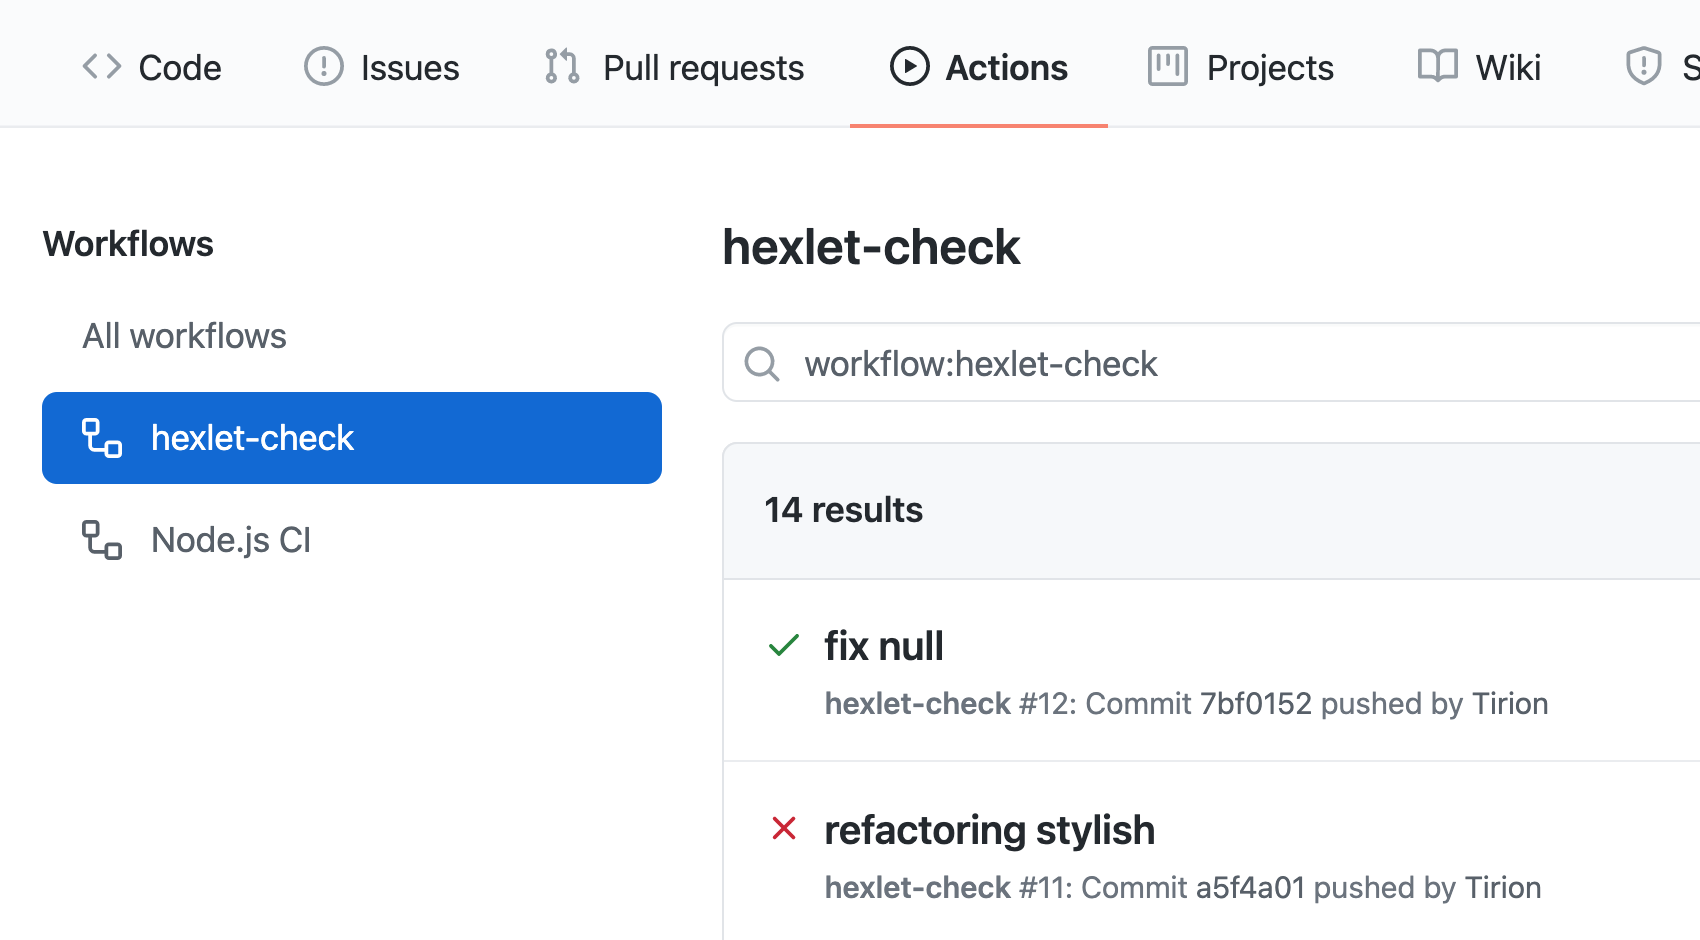 Code Issues Pull requests Actions Projects Wiki
Workflows
All workflows
hexlet-check
Node.js CI
hexlet-check
workflow:hexlet-check
14 results
fix null
hexlet-check #12: Commit 7bf0152 pushed by Tirion
refactoring stylish
hexlet-check #11: Commit a5f4a01 pushed by Tirion